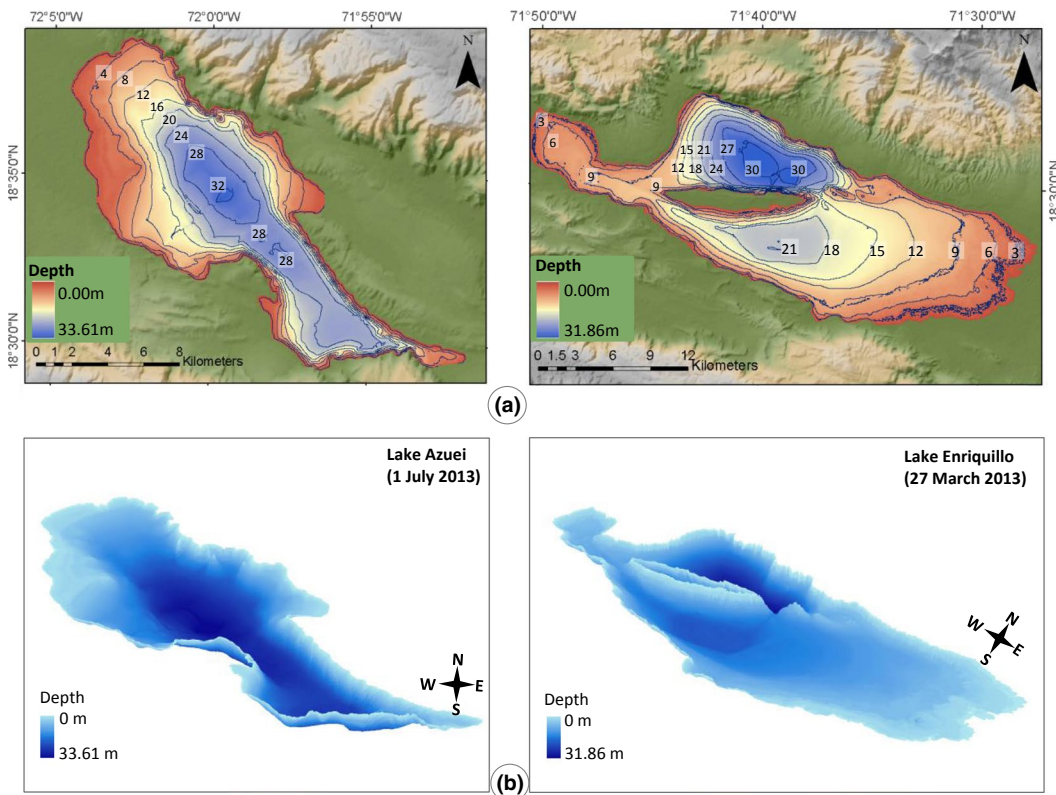 72°5'0"W
72°0'0"W
71°55'0"W
18°35'0"N
18°30'0"N
N
4
8
12
16
20
24
28
32
28
28
Depth
0.00m
33.61m
0 1 2 4 6 8
Kilometers
71°50'0"W
71°40'0"W
71°30'0"W
18°30'0"N
N
3
6
9
9
15 21 27
12 18 24 30 30
21 18 15 12 9 6 3
Depth
0.00m
31.86m
0 1.5 3 6 9 12
Kilometers
(a)
Lake Azuei
(1 July 2013)
N
W E
S
Depth
0 m
33.61 m
Lake Enriquillo
(27 March 2013)
N
W
E
S
Depth
0 m
31.86 m
(b)